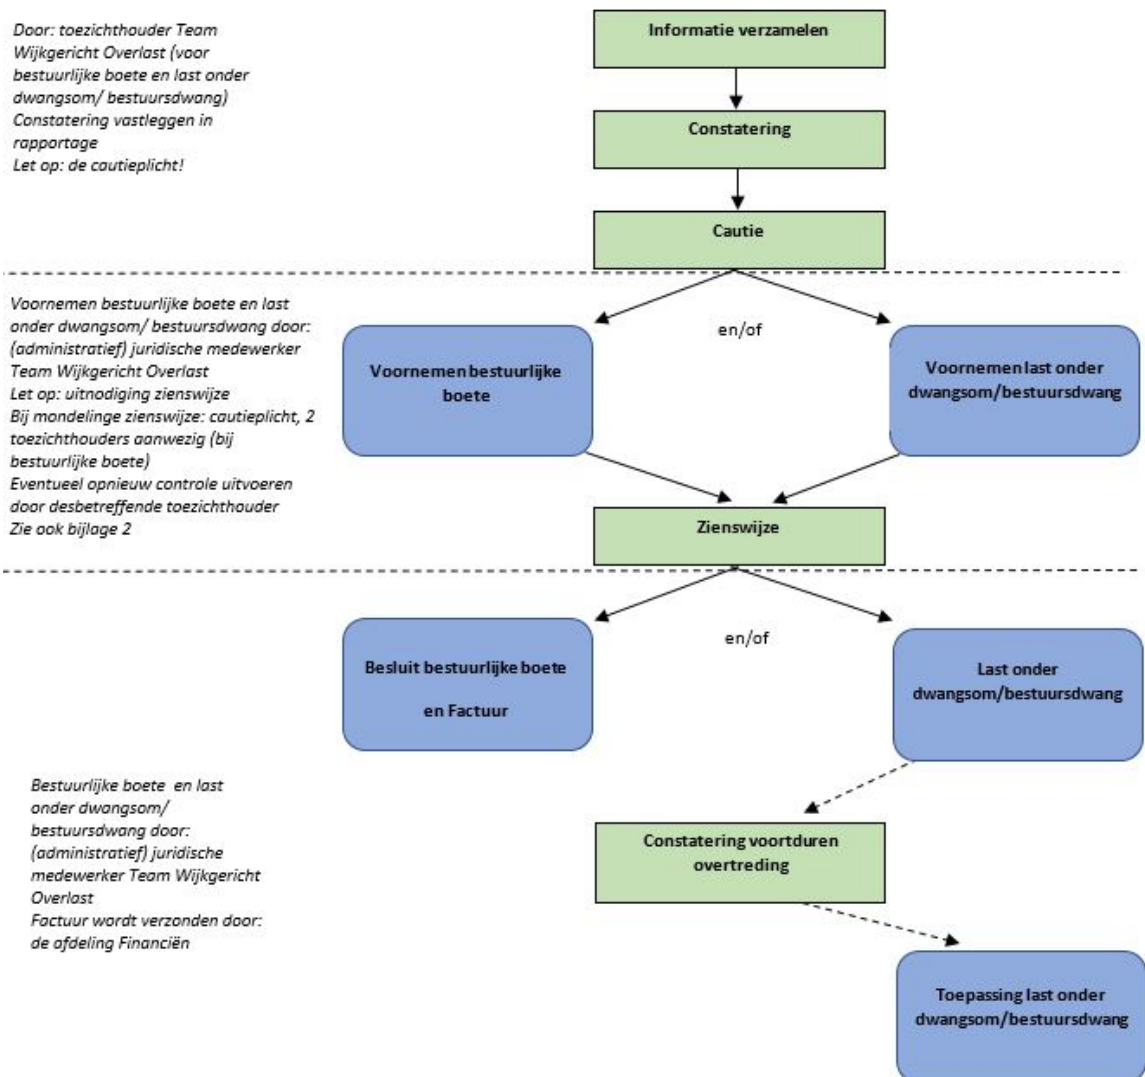 Door: toezichthouder Team
Wijkgericht Overlast (voor
bestuurlijke boete en last onder
dwangsom/ bestuursdwang)
Constatering vastleggen in
rapportage
Let op: de cautieplicht!
Informatie verzamelen
Constatering
Cautie
Voornemen bestuurlijke boete en last
onder dwangsom/ bestuursdwang door:
(administratief) juridische medewerker
Team Wijkgericht Overlast
Let op: uitnodiging zienswijze
Bij mondelinge zienswijze: cautieplicht, 2
toezichthouders aanwezig (bij
bestuurlijke boete)
Eventueel opnieuw controle uitvoeren
door desbetreffende toezichthouder
Zie ook bijlage 2
en/of
Voornemen bestuurlijke
boete
Voornemen last onder
dwangsom/bestuursdwang
Zienswijze
en/of
Besluit bestuurlijke boete
en Factuur
Last onder
dwangsom/bestuursdwang
Bestuurlijke boete en last
onder dwangsom/
bestuursdwang door:
(administratief) juridische
medewerker Team Wijkgericht
Overlast
Factuur wordt verzonden door:
de afdeling Financiën
Constatering voortduren
overtreding
Toepassing last onder
dwangsom/bestuursdwang